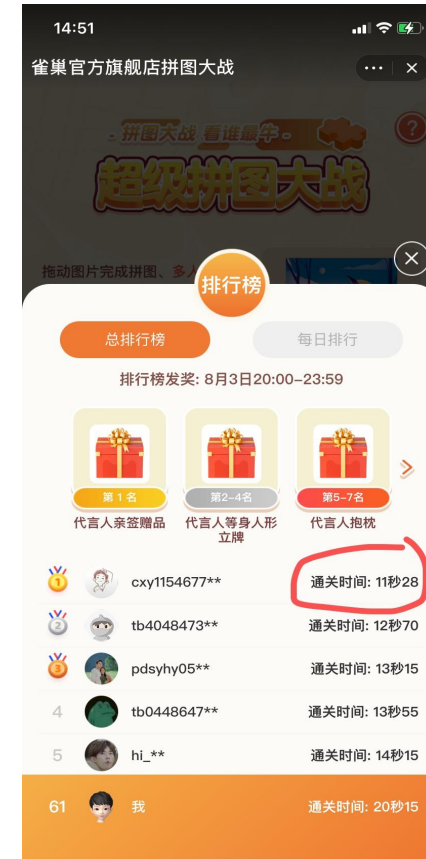 14:51
雀巢官方旗舰店拼图大战
拼图大战 看谁最牛
?
超级拼图大战
拖动图片完成拼图、多人
排行榜
总排行榜
每日排行
排行榜发奖: 8月3日20:00-23:59
第 1 名
第2-4名
第5-7名
代言人亲签赠品
代言人等身人形
立牌
代言人抱枕
1
cxy1154677**
通关时间: 11秒28
2
tb4048473**
通关时间: 12秒70
3
pdsyhy05**
通关时间: 13秒15
4
tb0448647**
通关时间: 13秒55
5
hi_**
通关时间: 14秒15
61
我
通关时间: 20秒15